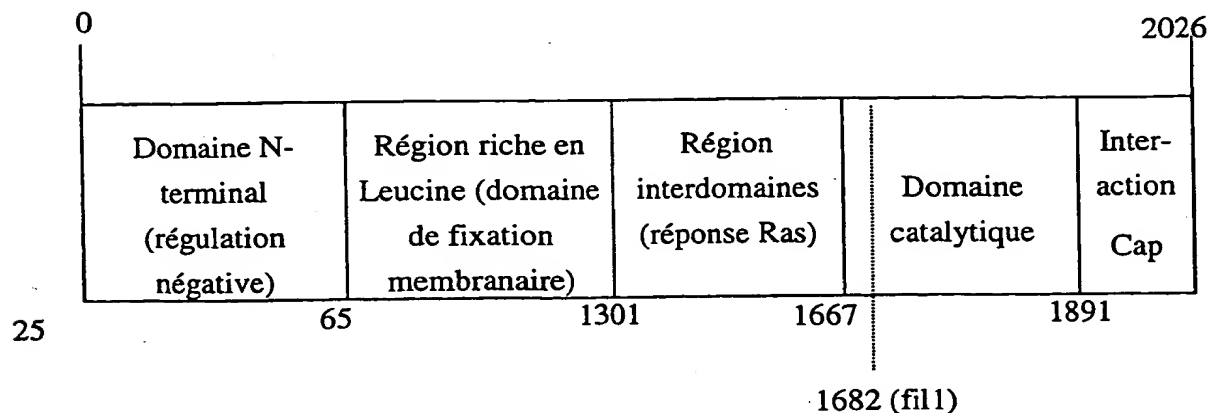 0 2026
Domaine N-
terminal
(régulation
négative)
Région riche en
Leucine (domaine
de fixation
membranaire)
Région
interdomaines
(réponse Ras)
Domaine
catalytique
Inter-
action
Cap
25 65 1301 1667 1891
1682 (fil1)